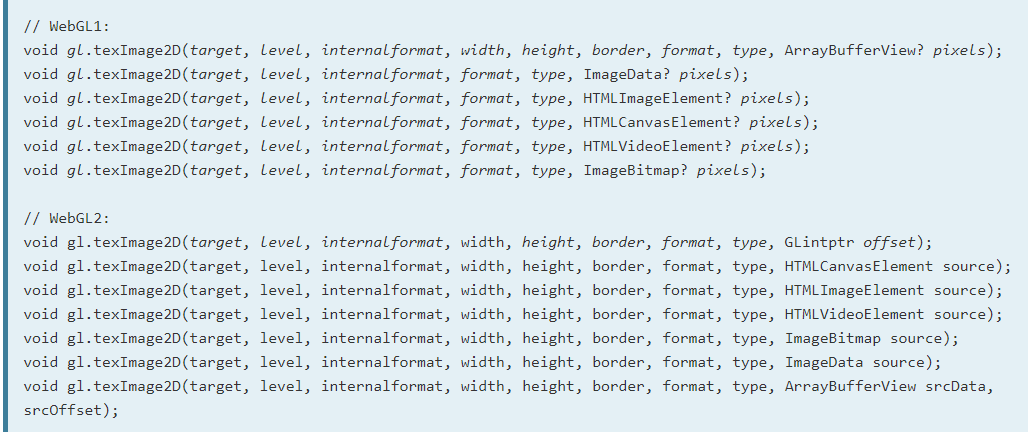 // WebGL1:
void gl.texImage2D(target, level, internalformat, width, height, border, format, type, ArrayBufferView? pixels);
void gl.texImage2D(target, level, internalformat, format, type, ImageData? pixels);
void gl.texImage2D(target, level, internalformat, format, type, HTMLImageElement? pixels);
void gl.texImage2D(target, level, internalformat, format, type, HTMLCanvasElement? pixels);
void gl.texImage2D(target, level, internalformat, format, type, HTMLVideoElement? pixels);
void gl.texImage2D(target, level, internalformat, format, type, ImageBitmap? pixels);
// WebGL2:
void gl.texImage2D(target, level, internalformat, width, height, border, format, type, GLintptr offset);
void gl.texImage2D(target, level, internalformat, width, height, border, format, type, HTMLCanvasElement source);
void gl.texImage2D(target, level, internalformat, width, height, border, format, type, HTMLImageElement source);
void gl.texImage2D(target, level, internalformat, width, height, border, format, type, HTMLVideoElement source);
void gl.texImage2D(target, level, internalformat, width, height, border, format, type, ImageBitmap source);
void gl.texImage2D(target, level, internalformat, width, height, border, format, type, ImageData source);
void gl.texImage2D(target, level, internalformat, width, height, border, format, type, ArrayBufferView srcData,
srcOffset);